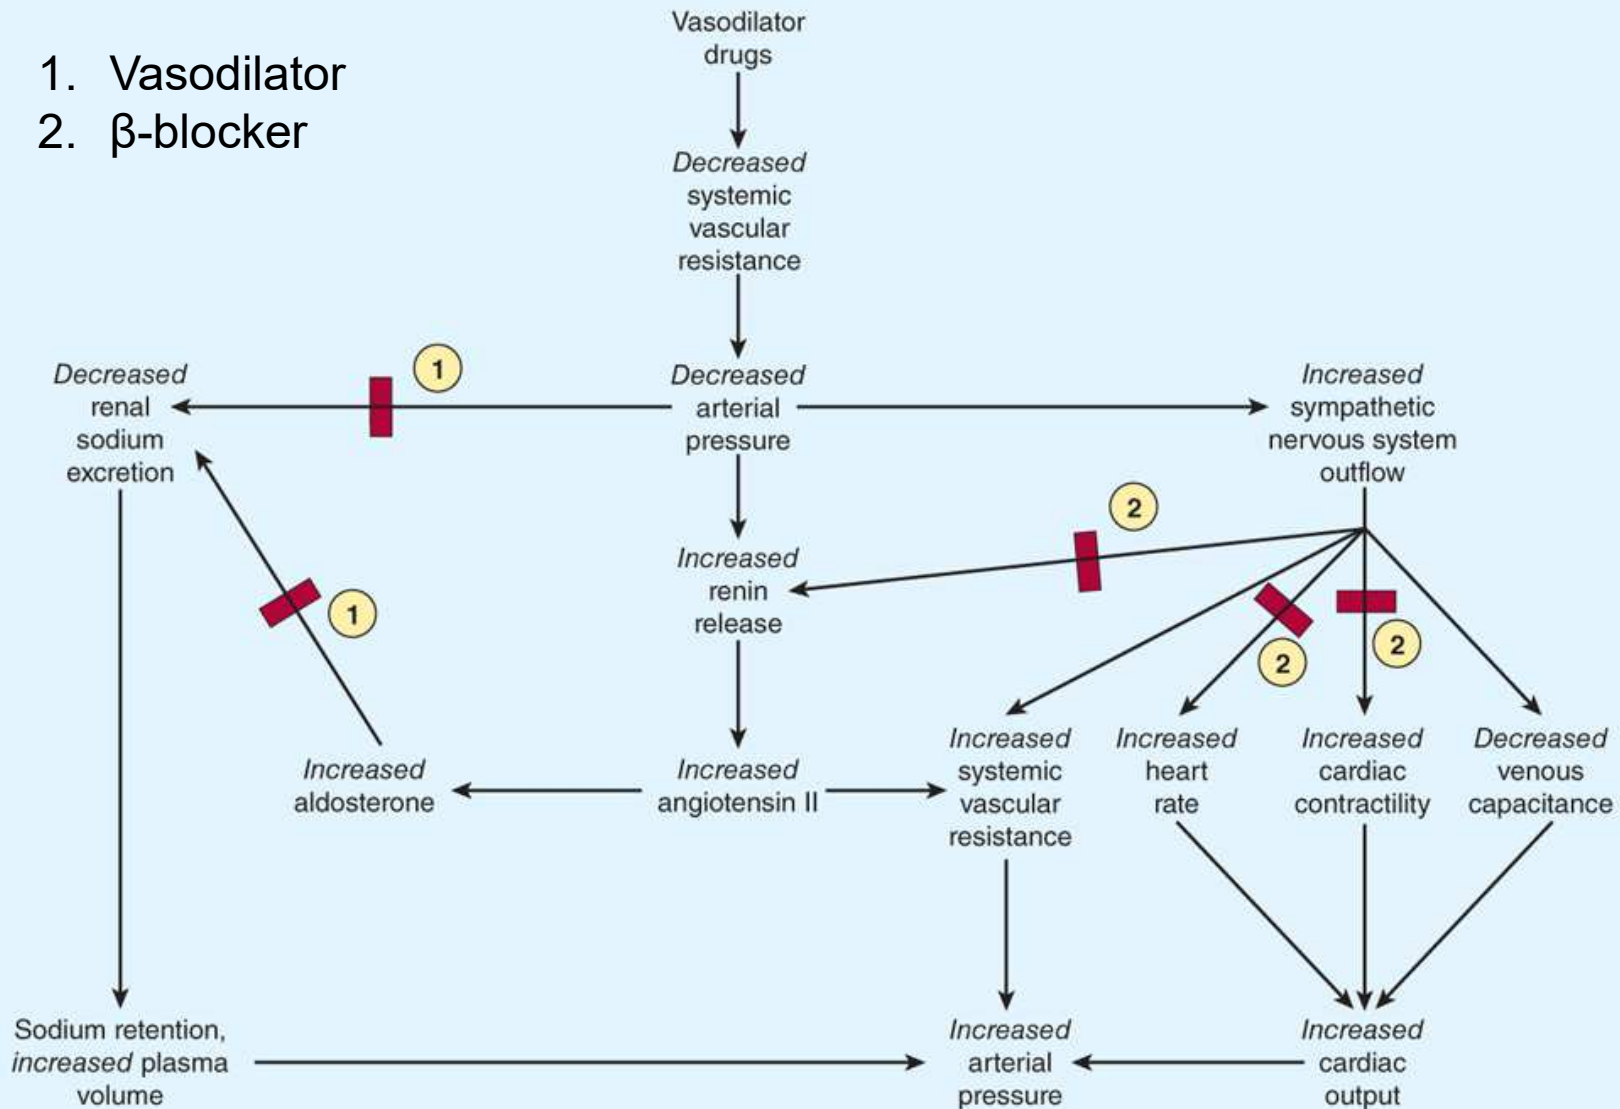 1. Vasodilator
2. β-blocker
Vasodilator
drugs
Decreased
systemic
vascular
resistance
Decreased
renal
sodium
excretion
1
Decreased
arterial
pressure
Increased
sympathetic
nervous system
outflow
2
Increased
renin
release
1
2
2
Increased
aldosterone
Increased
angiotensin II
Increased
systemic
vascular
resistance
Increased
heart
rate
Increased
cardiac
contractility
Decreased
venous
capacitance
Sodium retention,
increased plasma
volume
Increased
arterial
pressure
Increased
cardiac
output